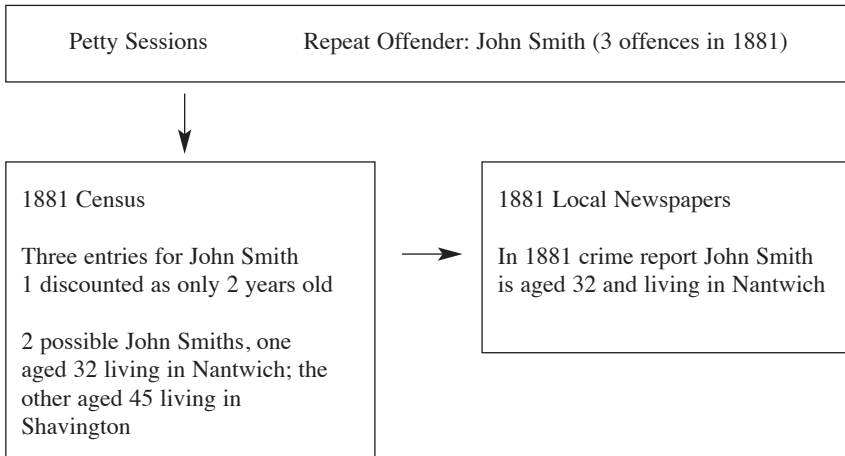 Petty Sessions Repeat Offender: John Smith (3 offences in 1881)
1881 Census
Three entries for John Smith
1 discounted as only 2 years old
2 possible John Smiths, one
aged 32 living in Nantwich; the
other aged 45 living in
Shavington
1881 Local Newspapers
In 1881 crime report John Smith
is aged 32 and living in Nantwich